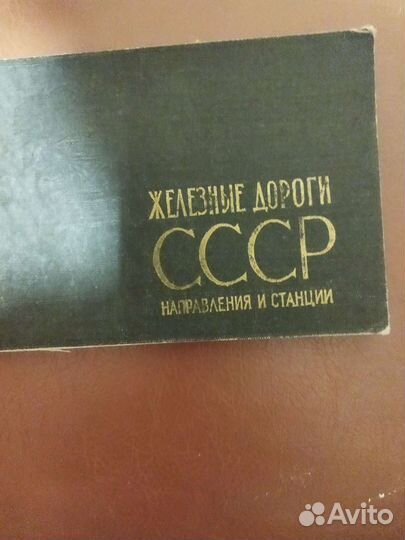 ЖЕЛЕЗНЫЕ ДОРОГИ
СССР
НАПРАВЛЕНИЯ И СТАНЦИИ
Avito